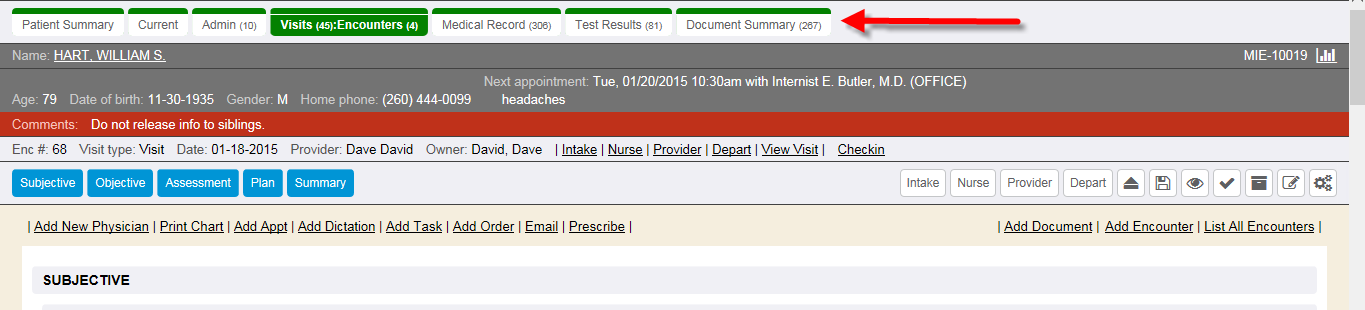 Patient Summary Current Admin (10) Visits (45):Encounters (4) Medical Record (306) Test Results (81) Document Summary (267)
Name: HART, WILLIAM S. MIE-10019
Next appointment: Tue, 01/20/2015 10:30am with Internist E. Butler, M.D. (OFFICE)
Age: 79 Date of birth: 11-30-1935 Gender: M Home phone: (260) 444-0099 headaches
Comments: Do not release info to siblings.
Enc #: 68 Visit type: Visit Date: 01-18-2015 Provider: Dave David Owner: David, Dave | Intake | Nurse | Provider | Depart | View Visit | Checkin
Subjective Objective Assessment Plan Summary Intake Nurse Provider Depart
| Add New Physician | Print Chart | Add Appt | Add Dictation | Add Task | Add Order | Email | Prescribe | | Add Document | Add Encounter | List All Encounters |
SUBJECTIVE